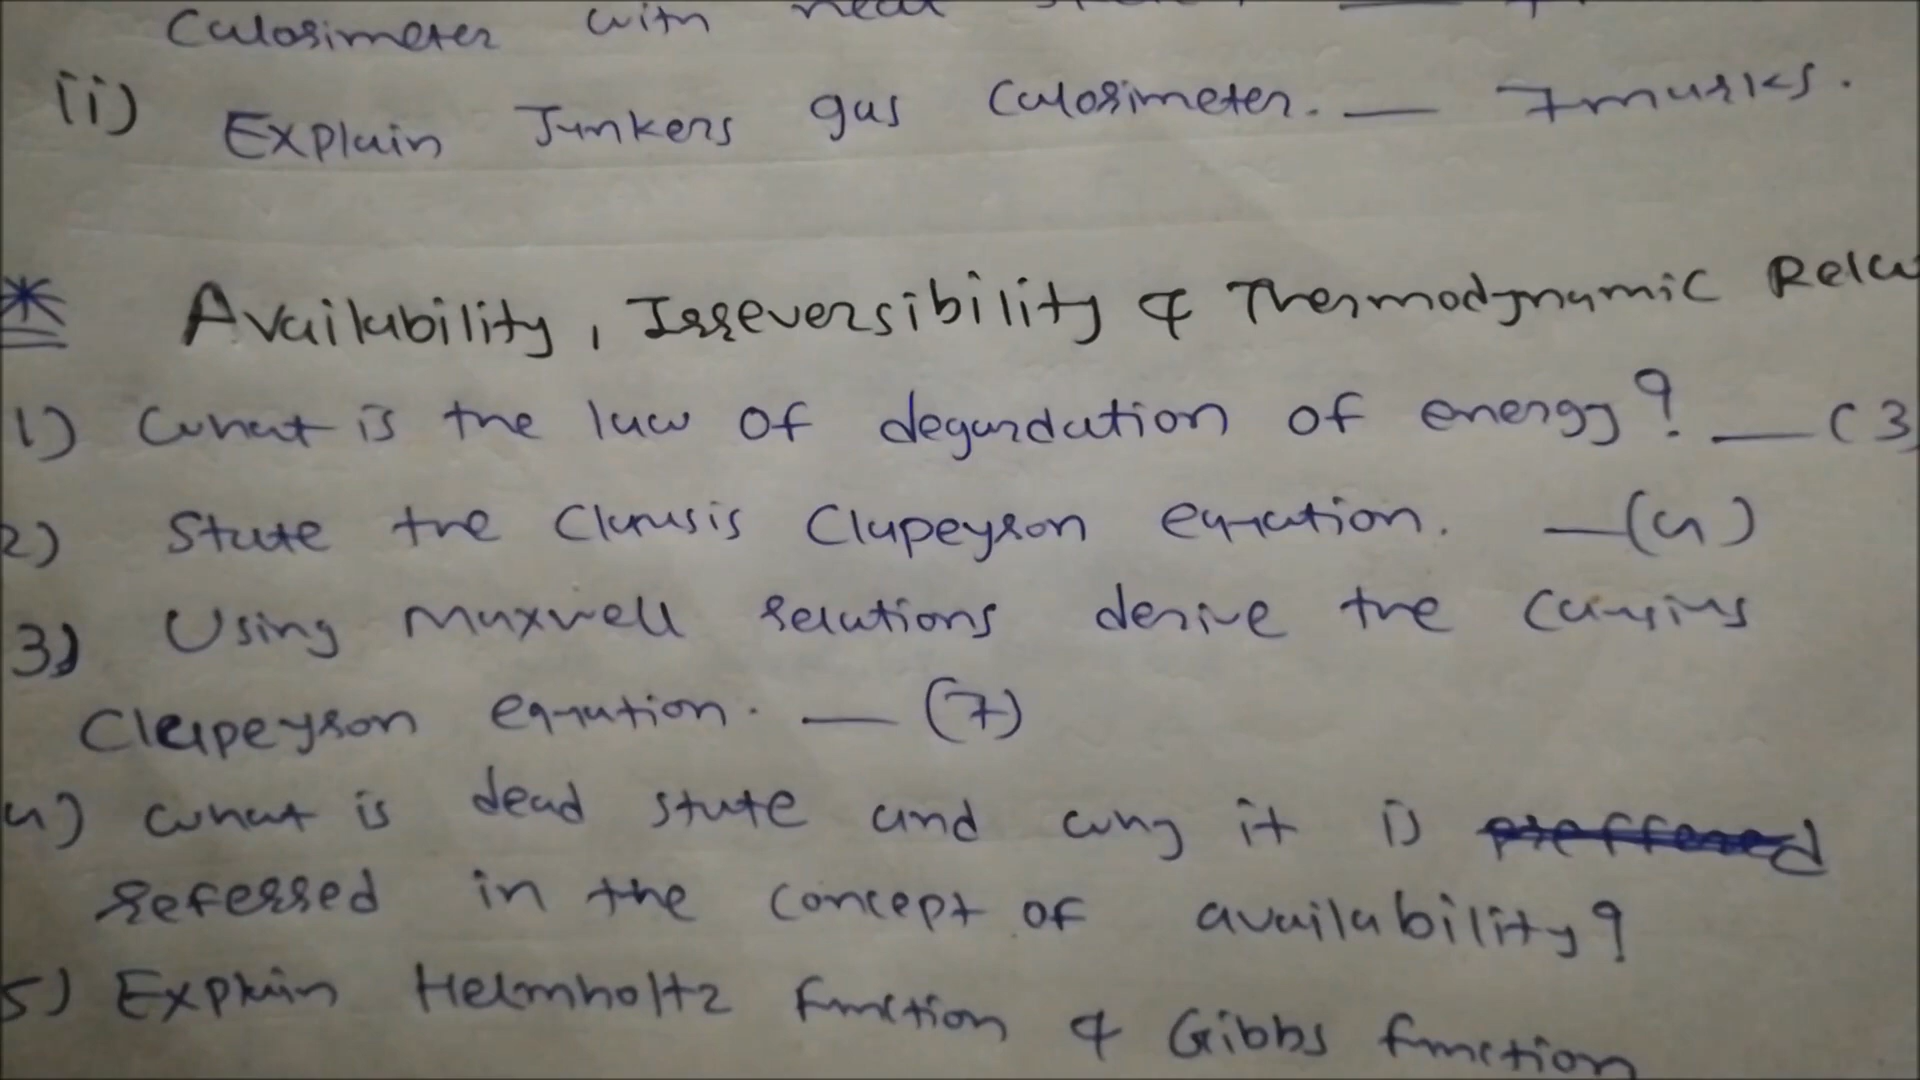 Calorimeter with neat
(ii) Explain Junkers gas Calorimeter. — 7marks.
* Availability, Irreversibility & Thermodynamic Rela
1) What is the law of degardation of energy? — (3)
2) State the Clausis Clapeyron equation. — (4)
3) Using Maxwell relations derive the Causius
Clapeyron equation. — (7)
4) What is dead state and why it is preffered
referred in the concept of availability?
5) Explain Helmholtz function & Gibbs function